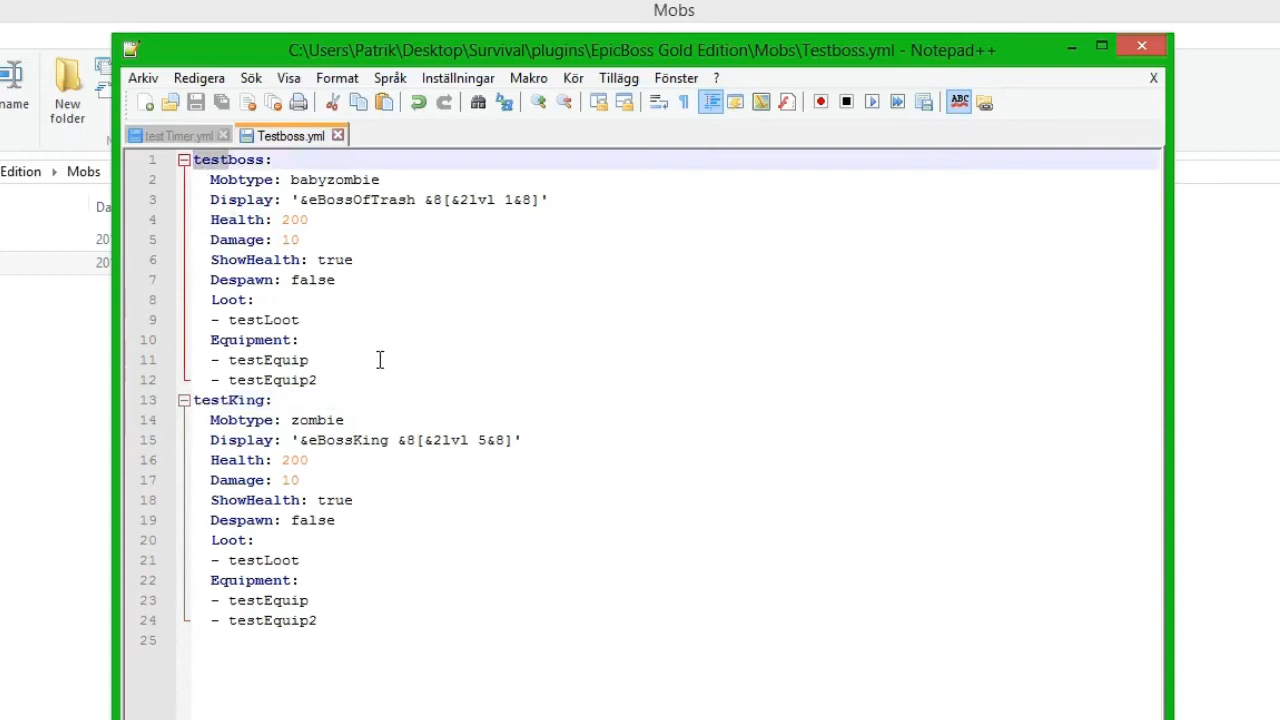 Mobs
C:\Users\Patrik\Desktop\Survival\plugins\EpicBoss Gold Edition\Mobs\Testboss.yml - Notepad++
Arkiv Redigera Sök Visa Format Språk Inställningar Makro Kör Tillägg Fönster ? X
name
New
folder
testTimer.yml Testboss.yml
Edition Mobs
Da
20
20
1 testboss:
2 Mobtype: babyzombie
3 Display: '&eBossOfTrash &8[&2lvl 1&8]'
4 Health: 200
5 Damage: 10
6 ShowHealth: true
7 Despawn: false
8 Loot:
9 - testLoot
10 Equipment:
11 - testEquip
12 - testEquip2
13 testKing:
14 Mobtype: zombie
15 Display: '&eBossKing &8[&2lvl 5&8]'
16 Health: 200
17 Damage: 10
18 ShowHealth: true
19 Despawn: false
20 Loot:
21 - testLoot
22 Equipment:
23 - testEquip
24 - testEquip2
25